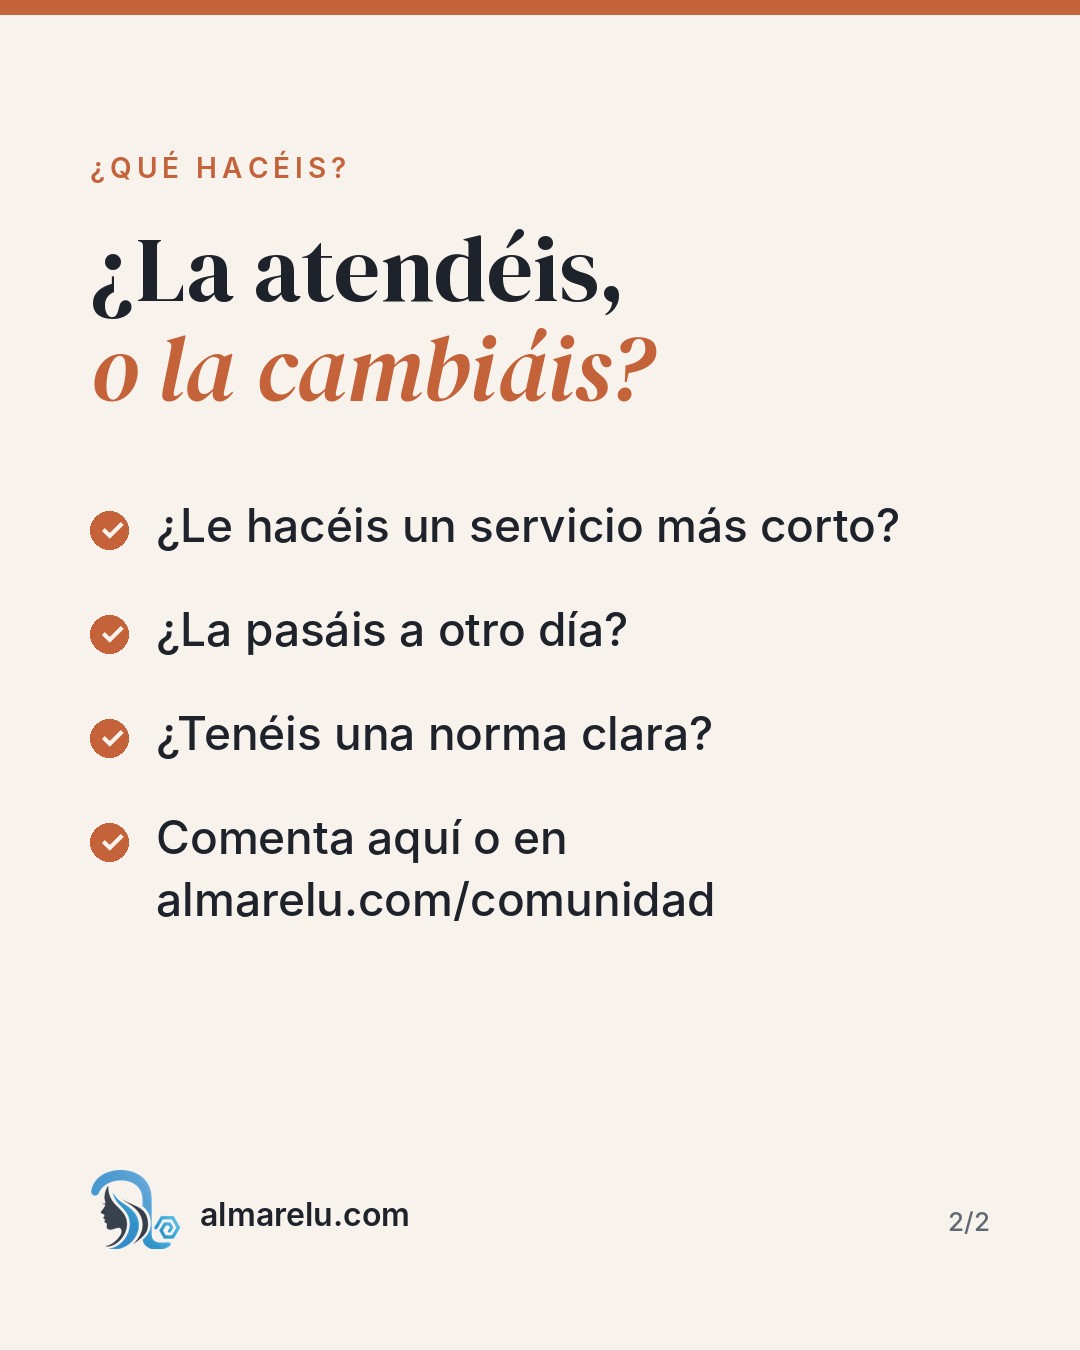 ¿QUÉ HACÉIS?
¿La atendéis,
o la cambiáis?
¿Le hacéis un servicio más corto?
¿La pasáis a otro día?
¿Tenéis una norma clara?
Comenta aquí o en
almarelu.com/comunidad
almarelu.com
2/2